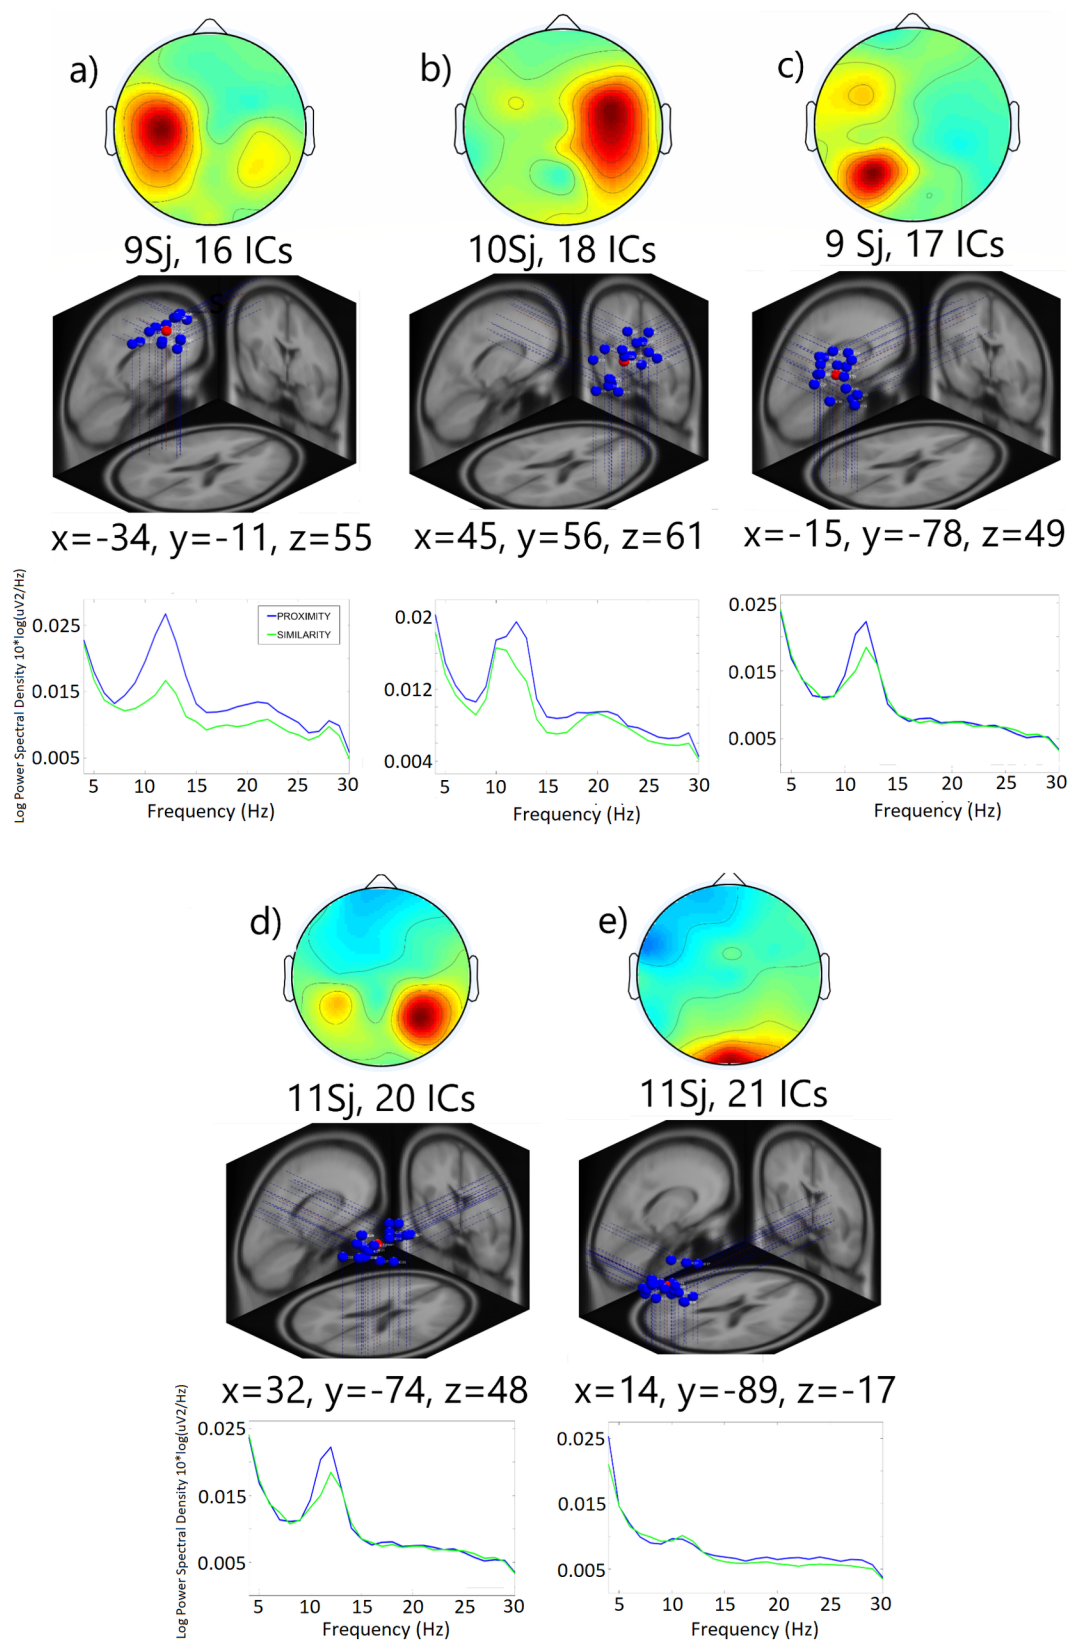 a)
b)
c)
9Sj, 16 ICs
10Sj, 18 ICs
9 Sj, 17 ICs
x=-34, y=-11, z=55
x=45, y=56, z=61
x=-15, y=-78, z=49
Log Power Spectral Density 10*log(uV2/Hz)
0.025
0.015
0.005
PROXIMITY
SIMILARITY
5 10 15 20 25 30
Frequency (Hz)
0.02
0.012
0.004
5 10 15 20 25 30
Frequency (Hz)
0.025
0.015
0.005
5 10 15 20 25 30
Frequency (Hz)
d)
e)
11Sj, 20 ICs
11Sj, 21 ICs
x=32, y=-74, z=48
x=14, y=-89, z=-17
Log Power Spectral Density 10*log(uV2/Hz)
0.025
0.015
0.005
5 10 15 20 25 30
Frequency (Hz)
0.025
0.015
0.005
5 10 15 20 25 30
Frequency (Hz)